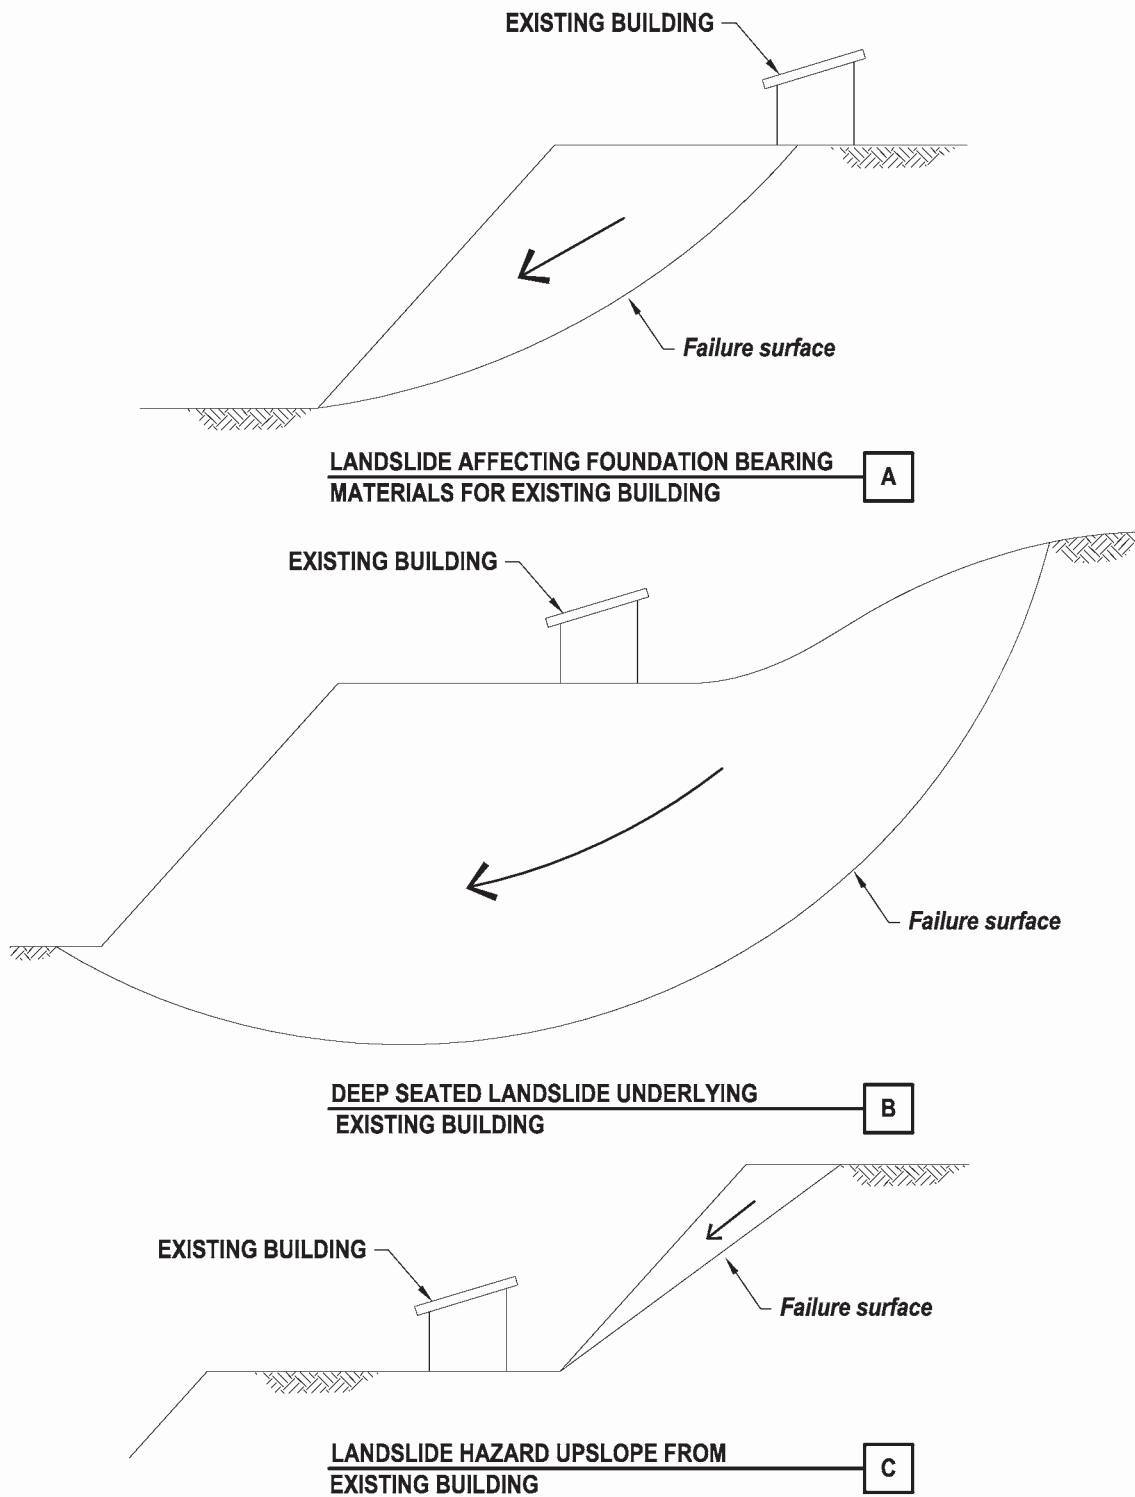 EXISTING BUILDING
Failure surface
LANDSLIDE AFFECTING FOUNDATION BEARING
MATERIALS FOR EXISTING BUILDING
A
EXISTING BUILDING
Failure surface
DEEP SEATED LANDSLIDE UNDERLYING
EXISTING BUILDING
B
EXISTING BUILDING
Failure surface
LANDSLIDE HAZARD UPSLOPE FROM
EXISTING BUILDING
C